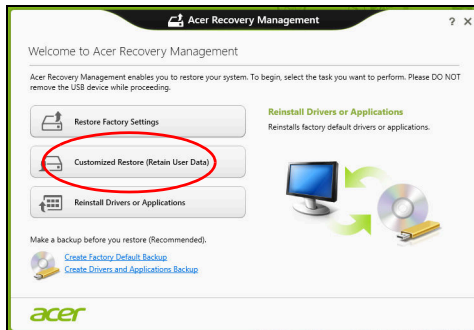 Acer Recovery Management
? X
Welcome to Acer Recovery Management
Acer Recovery Management enables you to restore your system. To begin, select the task you want to perform. Please DO NOT
remove the USB device while proceeding.
Restore Factory Settings
Customized Restore (Retain User Data)
Reinstall Drivers or Applications
Reinstall Drivers or Applications
Reinstalls factory default drivers or applications.
Make a backup before you restore (Recommended).
Create Factory Default Backup
Create Drivers and Applications Backup
acer